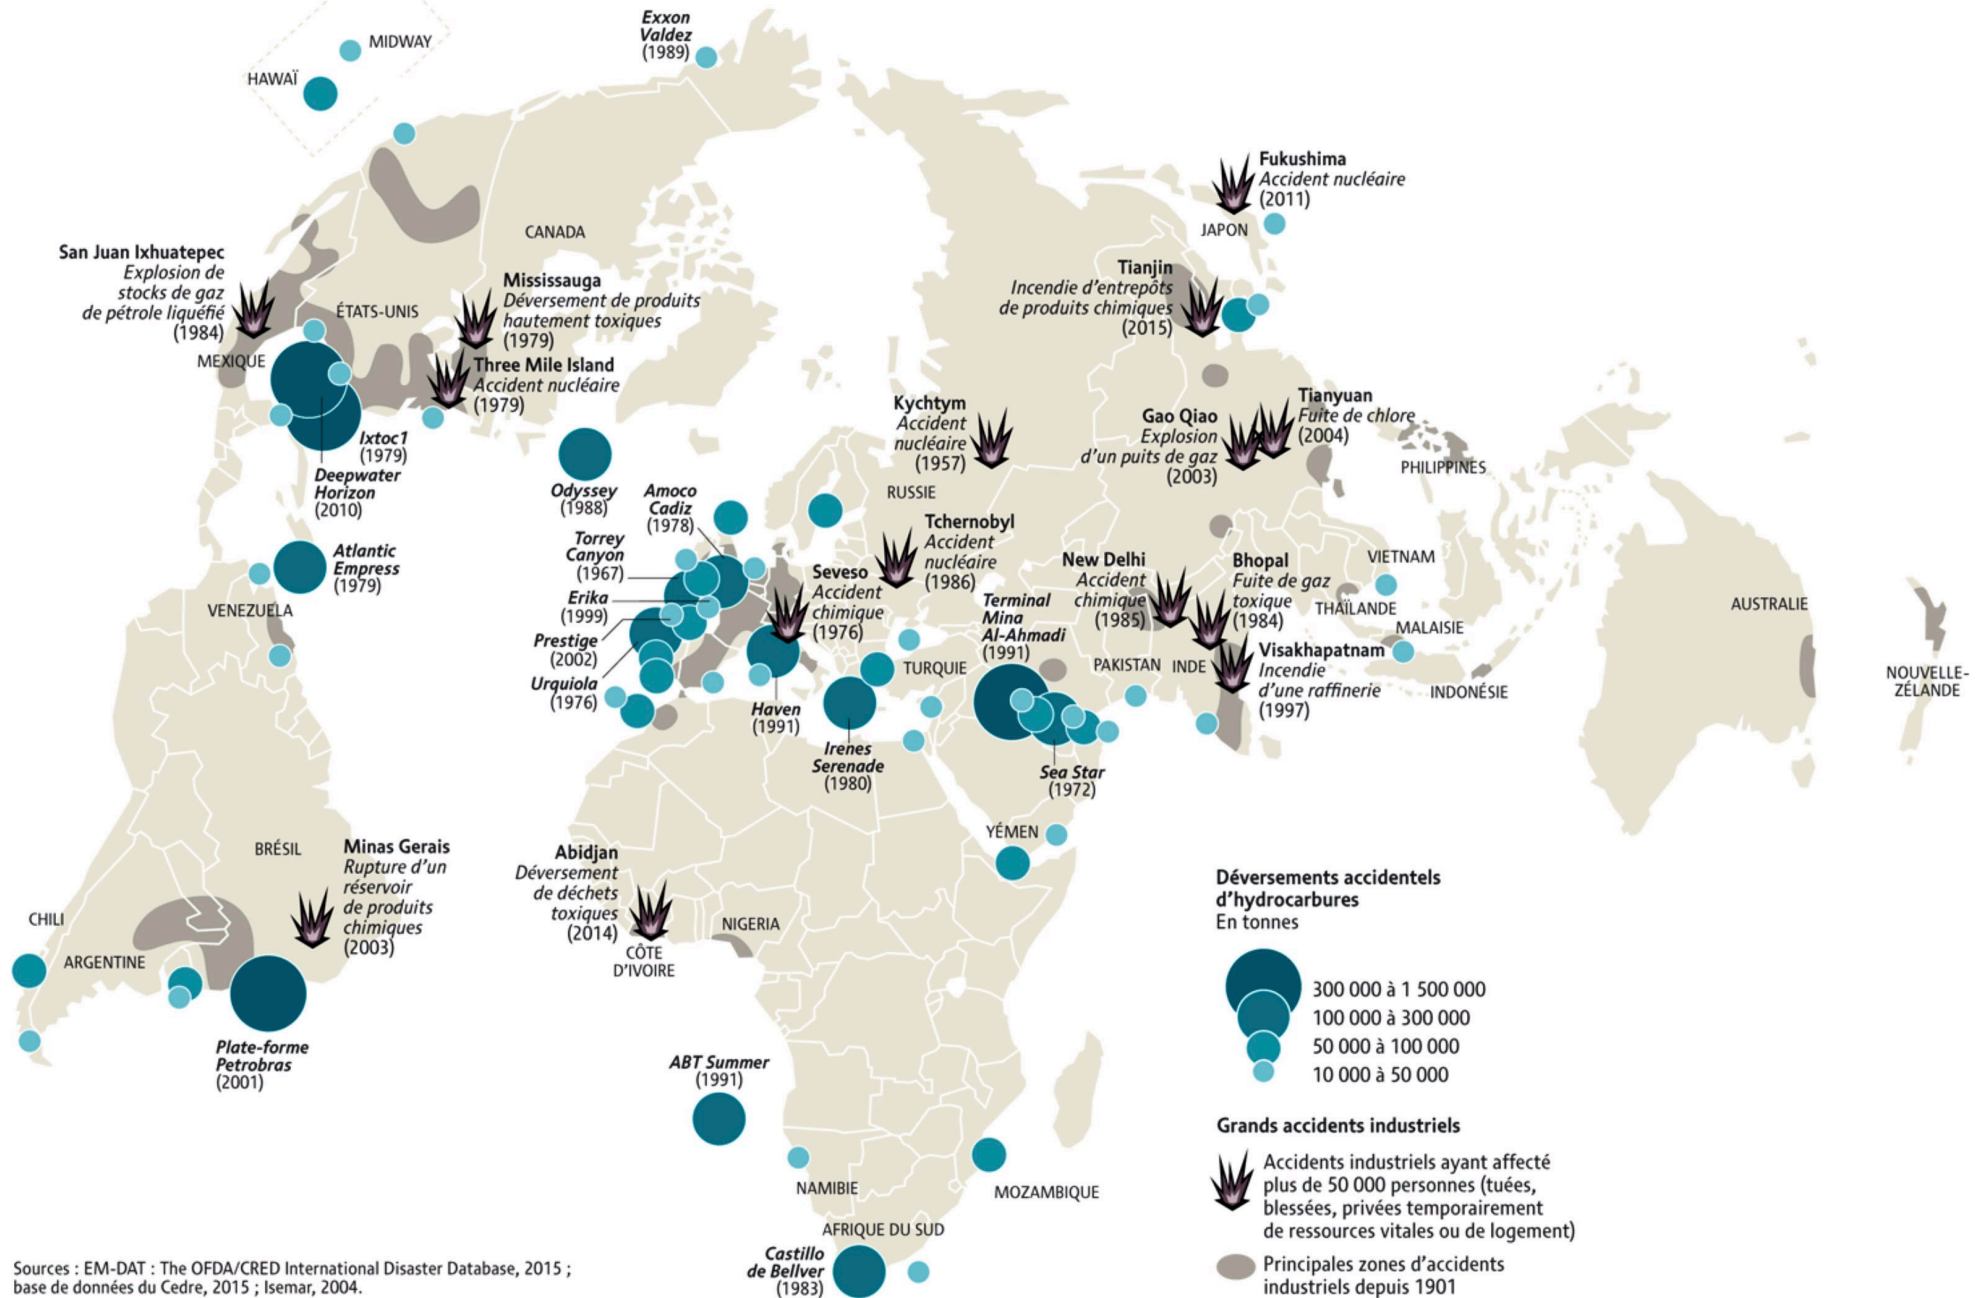 Exxon
Valdez
(1989)
MIDWAY
HAWAÏ
Fukushima
Accident nucléaire
(2011)
JAPON
CANADA
San Juan Ixhuatepec
Explosion de
stocks de gaz
de pétrole liquéfié
(1984)
MEXIQUE
ÉTATS-UNIS
Mississauga
Déversement de produits
hautement toxiques
(1979)
Three Mile Island
Accident nucléaire
(1979)
Tianjin
Incendie d'entrepôts
de produits chimiques
(2015)
Ixtoc1
(1979)
Deepwater
Horizon
(2010)
Kychtym
Accident
nucléaire
(1957)
RUSSIE
Gao Qiao
Explosion
d'un puits de gaz
(2003)
Tianyuan
Fuite de chlore
(2004)
PHILIPPINES
Odyssey
(1988)
Amoco
Cadiz
(1978)
Torrey
Canyon
(1967)
Erika
(1999)
Prestige
(2002)
Urquiola
(1976)
Atlantic
Empress
(1979)
VENEZUELA
Seveso
Accident
chimique
(1976)
Tchernobyl
Accident
nucléaire
(1986)
Terminal
Mina
Al-Ahmadi
(1991)
New Delhi
Accident
chimique
(1985)
Bhopal
Fuite de gaz
toxique
(1984)
VIETNAM
THAÏLANDE
MALAISIE
AUSTRALIE
Visakhapatnam
Incendie
d'une raffinerie
(1997)
TURQUIE
PAKISTAN
INDE
INDONÉSIE
NOUVELLE-
ZÉLANDE
Haven
(1991)
Irenes
Serenade
(1980)
Sea Star
(1972)
YÉMEN
BRÉSIL
Minas Gerais
Rupture d'un
réservoir
de produits
chimiques
(2003)
Abidjan
Déversement
de déchets
toxiques
(2014)
CÔTE
D'IVOIRE
NIGERIA
CHILI
ARGENTINE
Plate-forme
Petrobras
(2001)
ABT Summer
(1991)
NAMIBIE
MOZAMBIQUE
AFRIQUE DU SUD
Castillo
de Bellver
(1983)
Déversements accidentels
d'hydrocarbures
En tonnes
300 000 à 1 500 000
100 000 à 300 000
50 000 à 100 000
10 000 à 50 000
Grands accidents industriels
Accidents industriels ayant affecté
plus de 50 000 personnes (tuées,
blessées, privées temporairement
de ressources vitales ou de logement)
Principales zones d'accidents
industriels depuis 1901
Sources : EM-DAT : The OFDA/CRED International Disaster Database, 2015 ;
base de données du Cedre, 2015 ; Isemar, 2004.